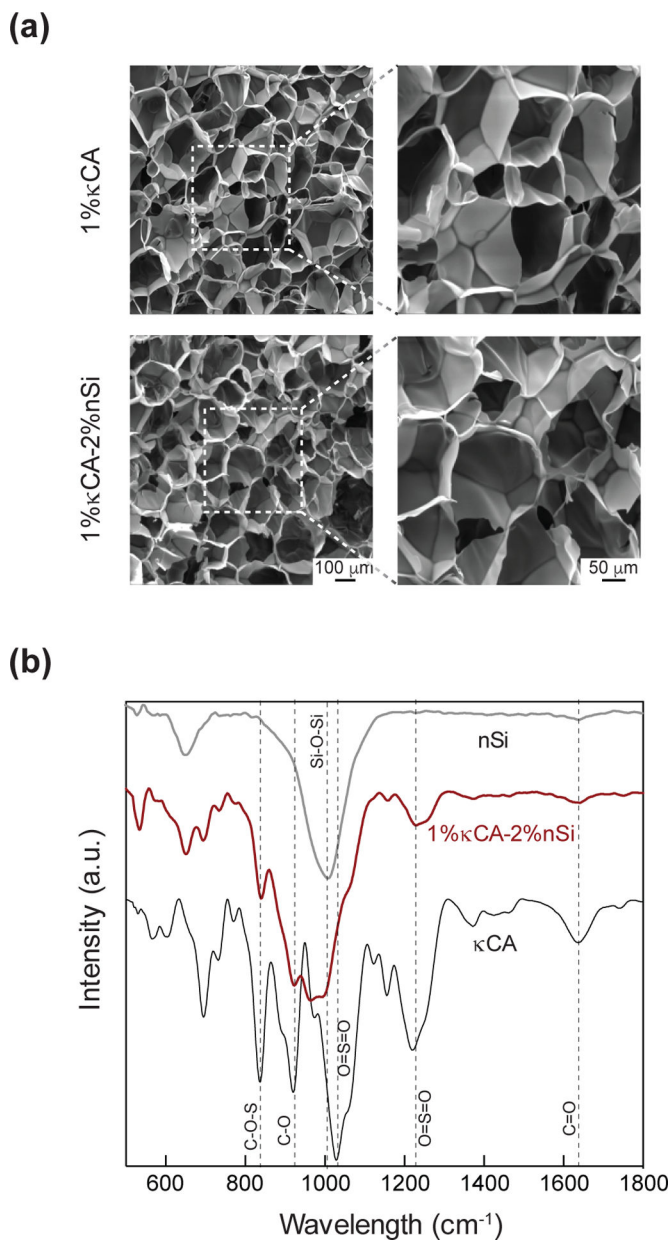 (a)
1%κCA
1%κCA-2%nSi
100 μm
50 μm
(b)
Intensity (a.u.)
Si-O-Si
nSi
1%κCA-2%nSi
κCA
C-O-S
C-O
O=S=O
O=S=O
C=O
600 800 1000 1200 1400 1600 1800
Wavelength (cm⁻¹)